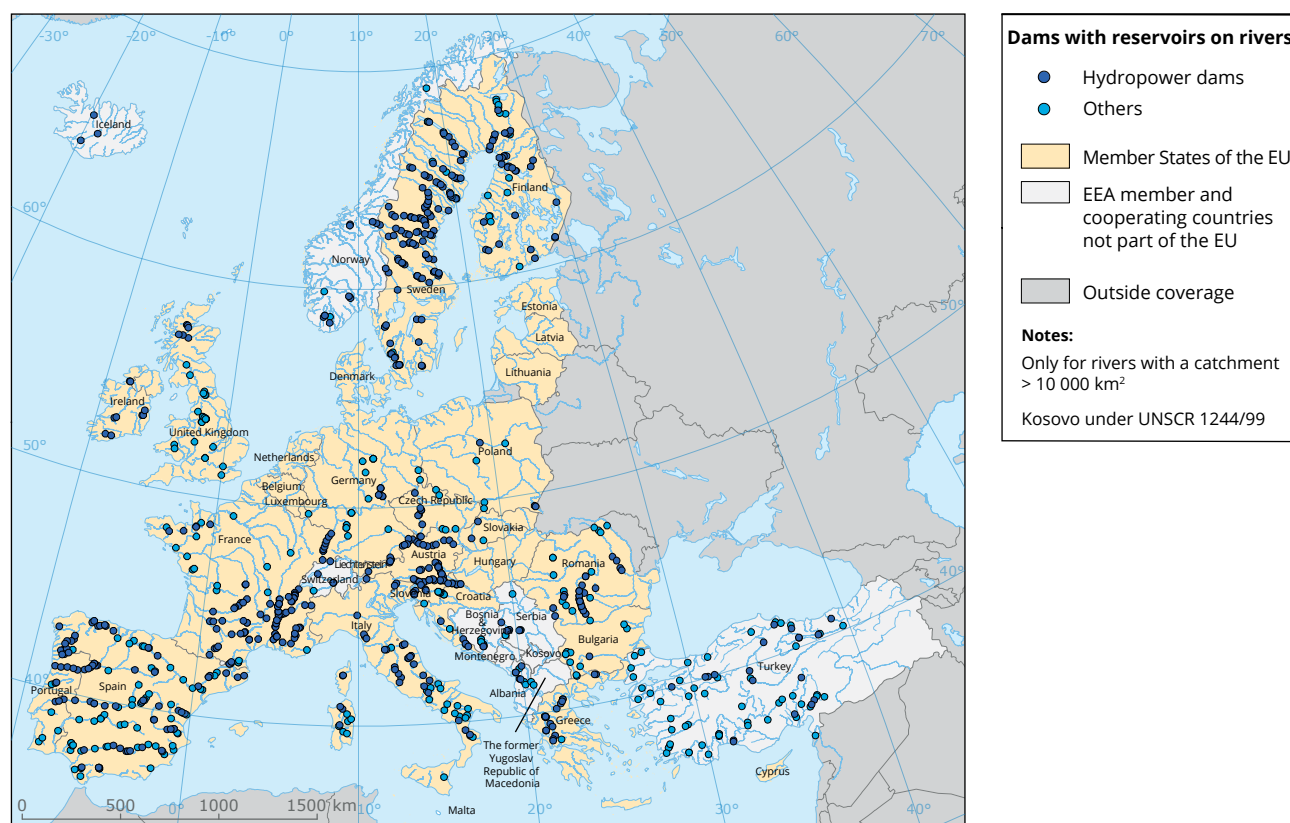 -30°
-20°
-10°
0°
10°
20°
30°
40°
50°
60°
70°
Iceland
60°
Finland
Norway
50°
Sweden
Estonia
Latvia
Lithuania
Denmark
Ireland
United Kingdom
50°
Netherlands
Poland
Belgium
Germany
Luxembourg
Czech Republic
Slovakia
France
Austria
Liechtenstein
Hungary
Romania
40°
Switzerland
Slovenia
Croatia
Bosnia
&
Herzegovina
Serbia
Italy
Bulgaria
Montenegro
Kosovo
Turkey
40°
Portugal
Spain
Albania
Greece
The former
Yugoslav
Republic of
Macedonia
Cyprus
Malta
0
500
1000
1500 km
0°
10°
20°
30°
40°
Dams with reservoirs on rivers
Hydropower dams
Others
Member States of the EU
EEA member and
cooperating countries
not part of the EU
Outside coverage
Notes:
Only for rivers with a catchment
> 10 000 km²
Kosovo under UNSCR 1244/99